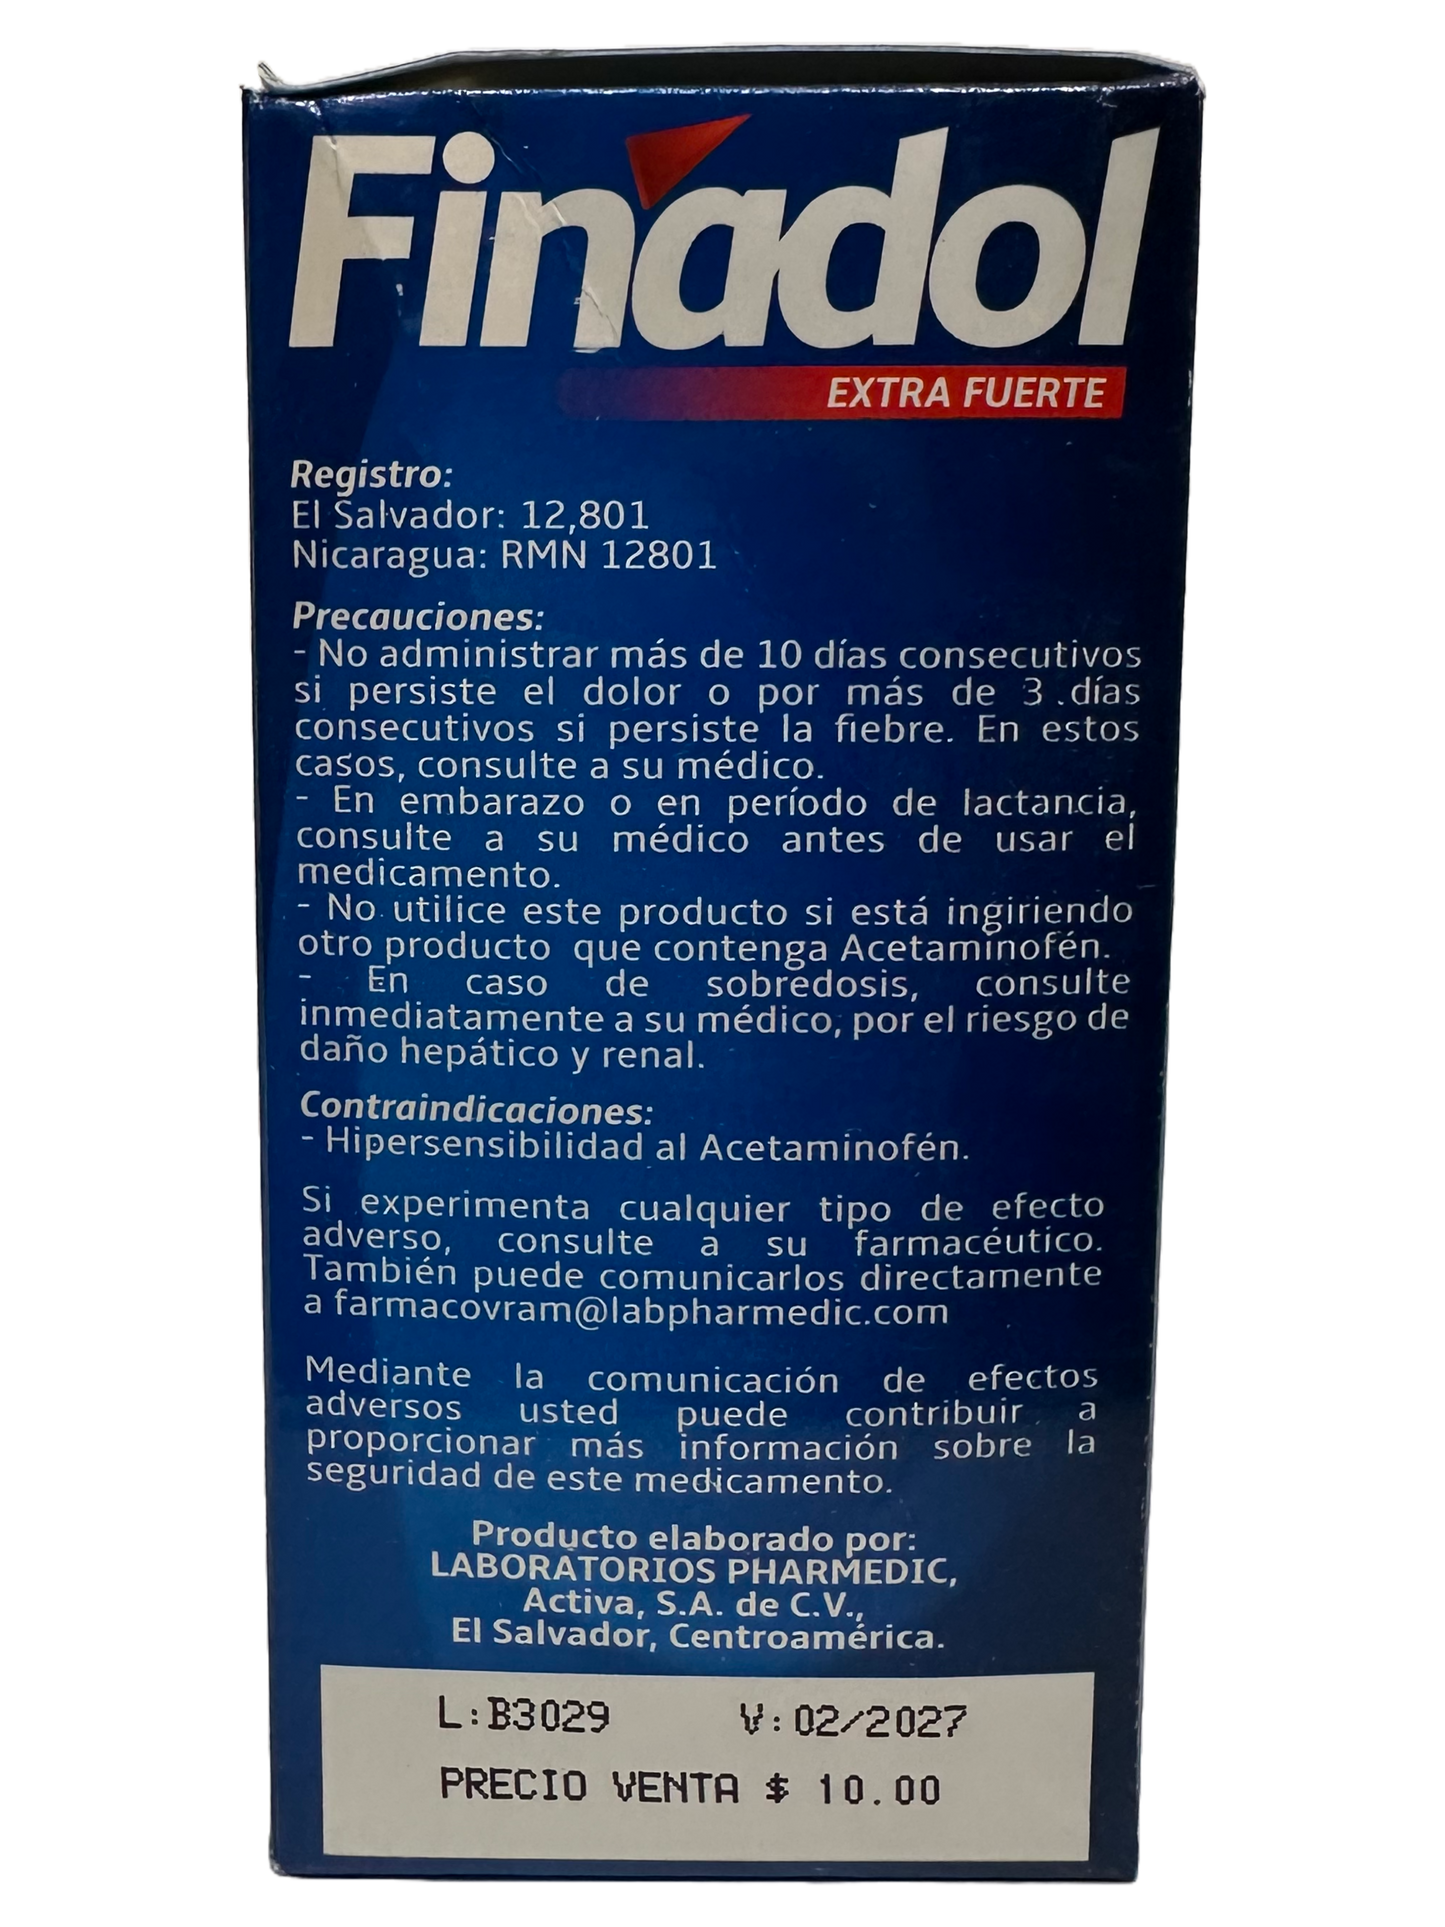 Finadol
EXTRA FUERTE
Registro:
El Salvador: 12,801
Nicaragua: RMN 12801
Precauciones:
- No administrar más de 10 días consecutivos
si persiste el dolor o por más de 3 días
consecutivos si persiste la fiebre. En estos
casos, consulte a su médico.
- En embarazo o en período de lactancia,
consulte a su médico antes de usar el
medicamento.
- No utilice este producto si está ingiriendo
otro producto que contenga Acetaminofén.
- En caso de sobredosis, consulte
inmediatamente a su médico, por el riesgo de
daño hepático y renal.
Contraindicaciones:
- Hipersensibilidad al Acetaminofén.
Si experimenta cualquier tipo de efecto
adverso, consulte a su farmacéutico.
También puede comunicarlos directamente
a farmacovram@labpharmedic.com
Mediante la comunicación de efectos
adversos usted puede contribuir a
proporcionar más información sobre la
seguridad de este medicamento.
Producto elaborado por:
LABORATORIOS PHARMEDIC,
Activa, S.A. de C.V.,
El Salvador, Centroamérica.
L:B3029 V:02/2027
PRECIO VENTA $ 10.00